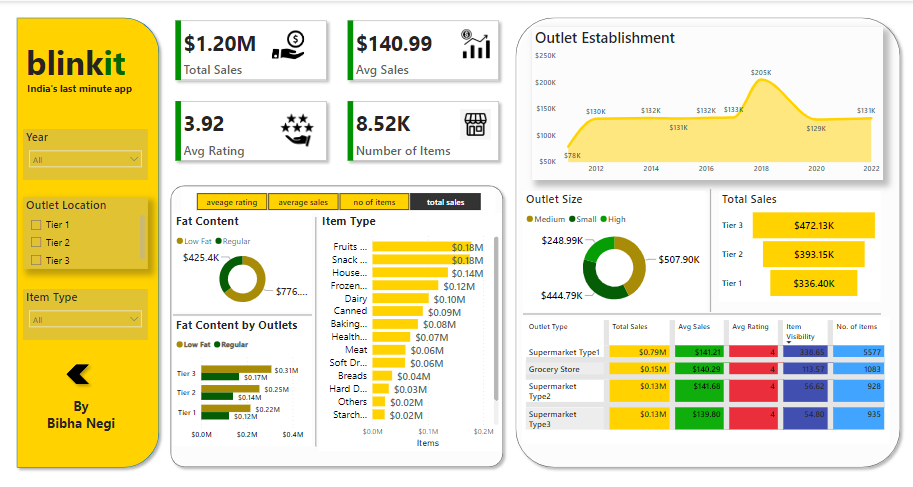 blinkit
India's last minute app
Year
All
Outlet Location
Tier 1
Tier 2
Tier 3
Item Type
All
By
Bibha Negi
$1.20M
Total Sales
$140.99
Avg Sales
3.92
Avg Rating
8.52K
Number of Items
aveage rating
average sales
no of items
total sales
Fat Content
Low Fat Regular
$425.4K
$776....
Fat Content by Outlets
Low Fat Regular
Tier 3 $0.31M
$0.17M
Tier 2 $0.25M
$0.14M
Tier 1 $0.22M
$0.12M
$0.0M $0.2M $0.4M
Item Type
Fruits ... $0.18M
Snack ... $0.18M
House... $0.14M
Frozen... $0.12M
Dairy $0.10M
Canned $0.09M
Baking... $0.08M
Health... $0.07M
Meat $0.06M
Soft Dr... $0.06M
Breads $0.04M
Hard D... $0.03M
Others $0.02M
Starch... $0.02M
$0.0M $0.1M $0.2M
Items
Outlet Establishment
$250K
$200K
$150K
$100K
$50K
$78K
$130K
$132K
$131K
$132K
$133K
$205K
$129K
$131K
2012 2014 2016 2018 2020 2022
Outlet Size
Medium Small High
$248.99K
$507.90K
$444.79K
Total Sales
Tier 3 $472.13K
Tier 2 $393.15K
Tier 1 $336.40K
Outlet Type Total Sales Avg Sales Avg Rating Item Visibility No. of items
Supermarket Type1 $0.79M $141.21 4 338.65 5577
Grocery Store $0.15M $140.29 4 113.57 1083
Supermarket Type2 $0.13M $141.68 4 56.62 928
Supermarket Type3 $0.13M $139.80 4 54.80 935